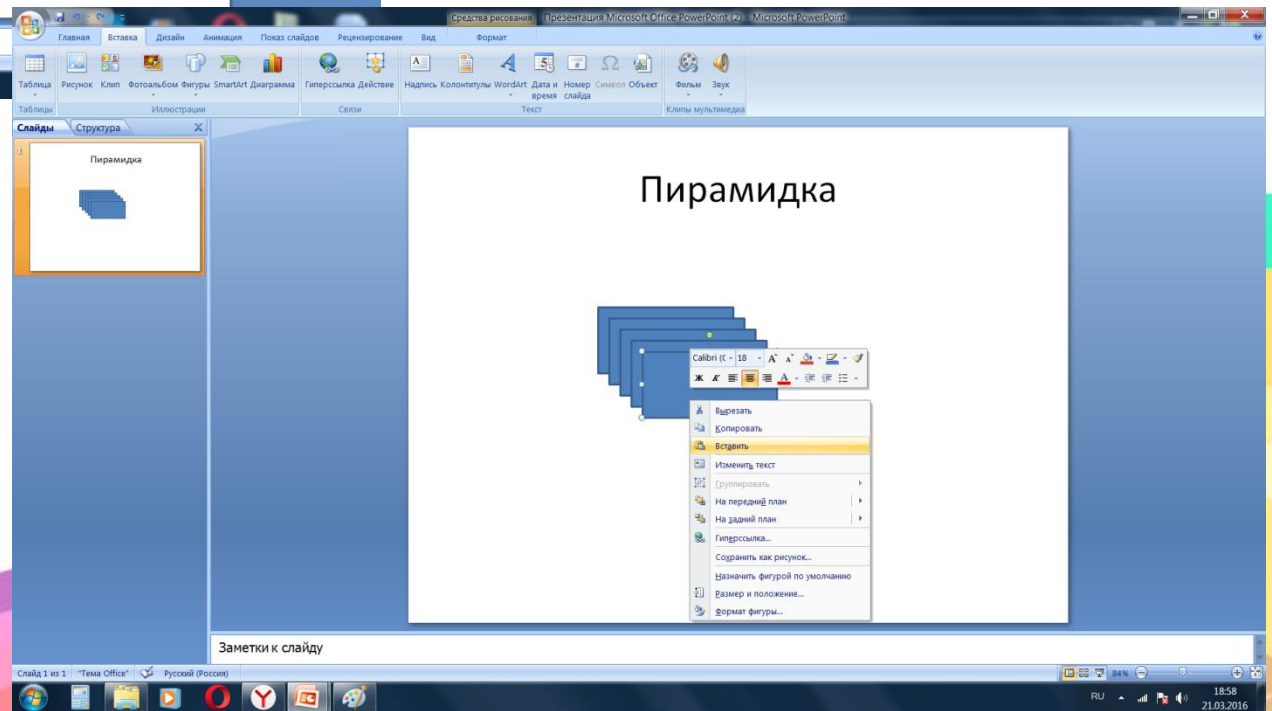 Средства рисования Презентация Microsoft Office PowerPoint (2) - Microsoft PowerPoint
Главная Вставка Дизайн Анимация Показ слайдов Рецензирование Вид Формат
Таблица Рисунок Клип Фотоальбом Фигуры SmartArt Диаграмма Гиперссылка Действие Надпись Колонтитулы WordArt Дата и время Номер слайда Символ Объект Фильм Звук
Таблицы Иллюстрации Связи Текст Клипы мультимедиа
Слайды Структура
1
Пирамидка
Пирамидка
Calibri (С 18
Ж К
Вырезать
Копировать
Вставить
Изменить текст
Группировать
На передний план
На задний план
Гиперссылка...
Сохранить как рисунок...
Назначить фигурой по умолчанию
Размер и положение...
Формат фигуры...
Заметки к слайду
Слайд 1 из 1 "Тема Office" Русский (Россия) 84%
RU 18:58
21.03.2016